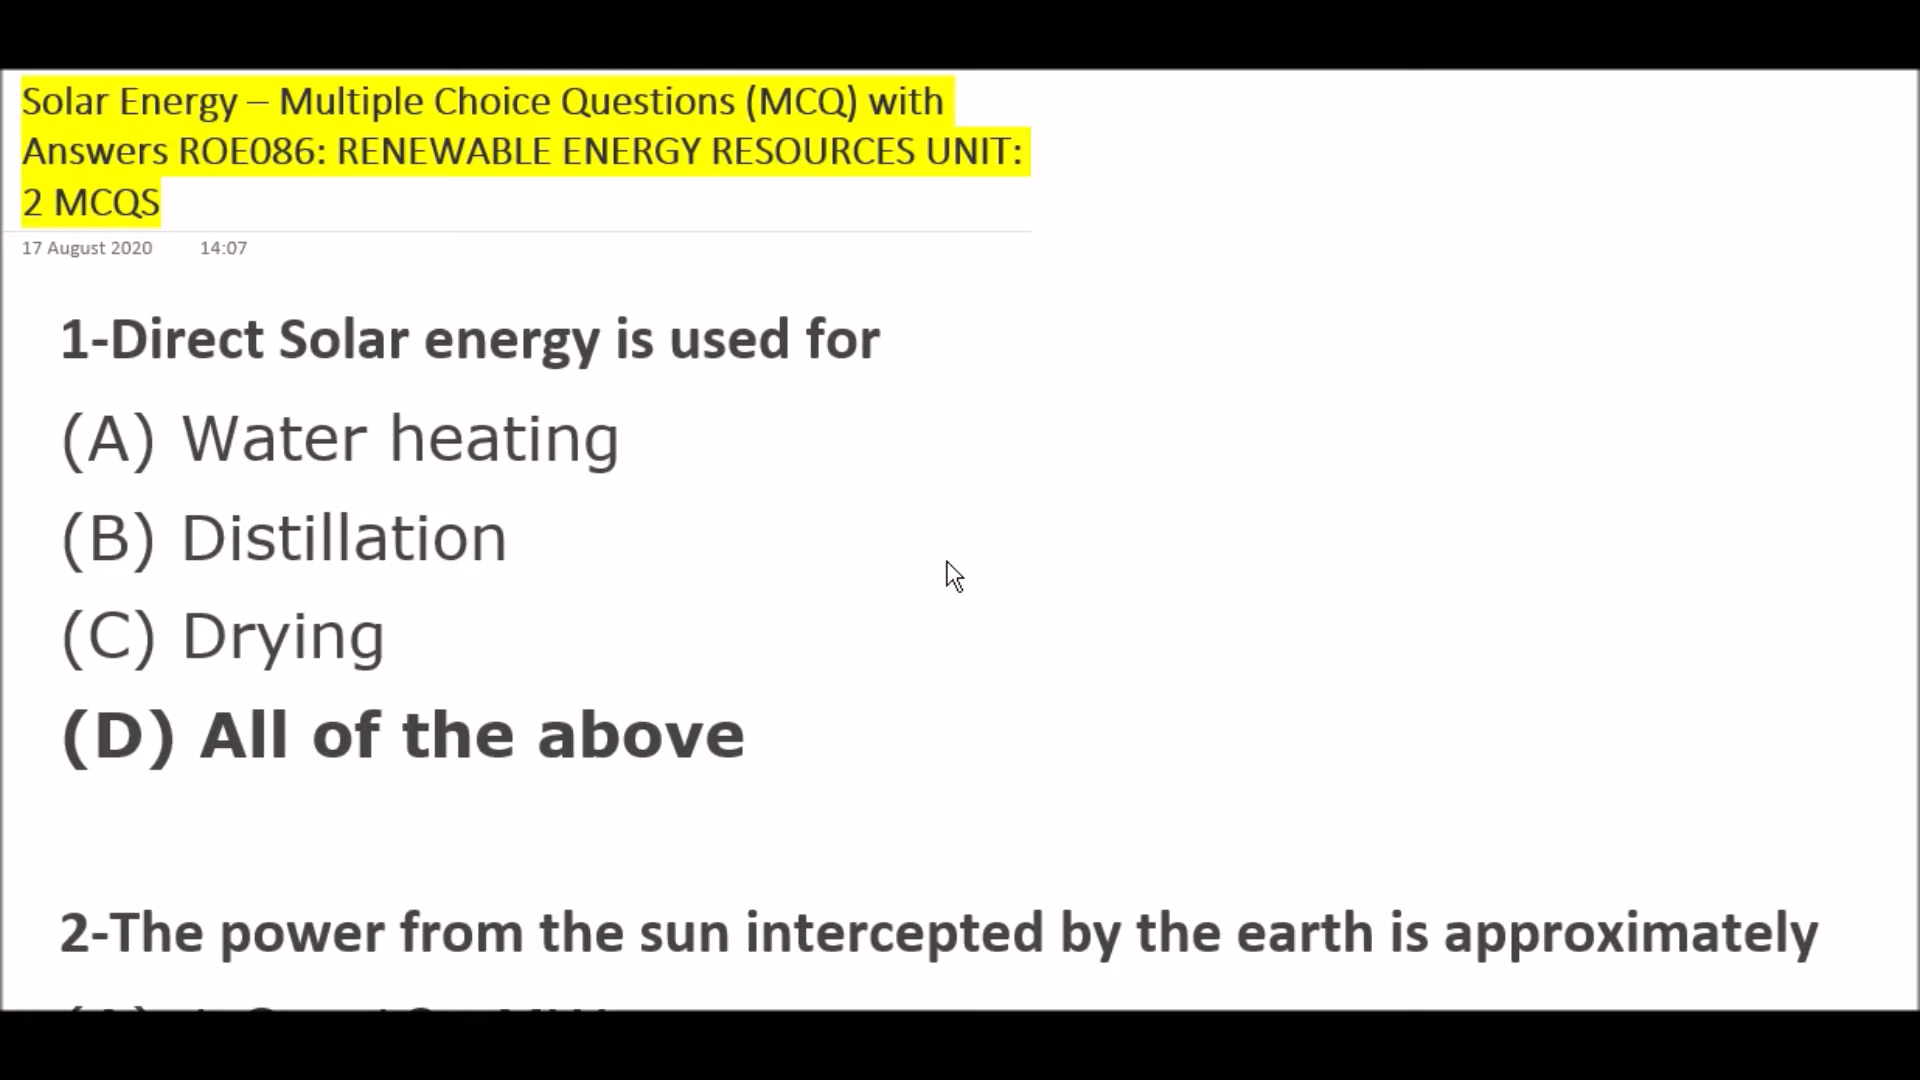 Solar Energy – Multiple Choice Questions (MCQ) with
Answers ROE086: RENEWABLE ENERGY RESOURCES UNIT:
2 MCQS
17 August 2020 14:07
1-Direct Solar energy is used for
(A) Water heating
(B) Distillation
(C) Drying
(D) All of the above
2-The power from the sun intercepted by the earth is approximately